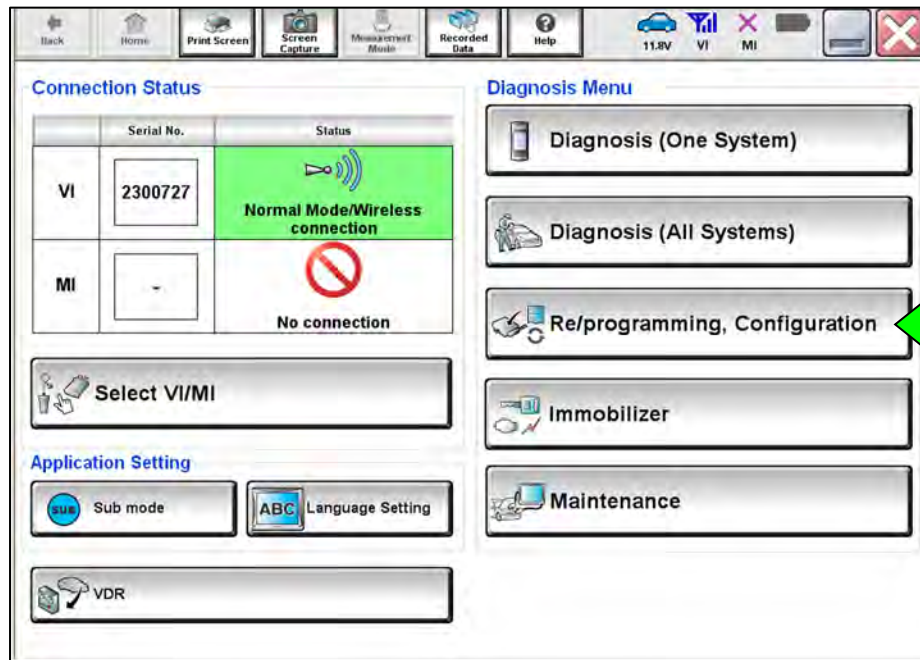 Back
Home
Print Screen
Screen
Capture
Measurement
Mode
Recorded
Data
Help
11.8V
VI
MI
Connection Status
Serial No.
Status
VI
2300727
Normal Mode/Wireless
connection
MI
-
No connection
Select VI/MI
Application Setting
SUB
Sub mode
ABC
Language Setting
VDR
Diagnosis Menu
Diagnosis (One System)
Diagnosis (All Systems)
Re/programming, Configuration
Immobilizer
Maintenance